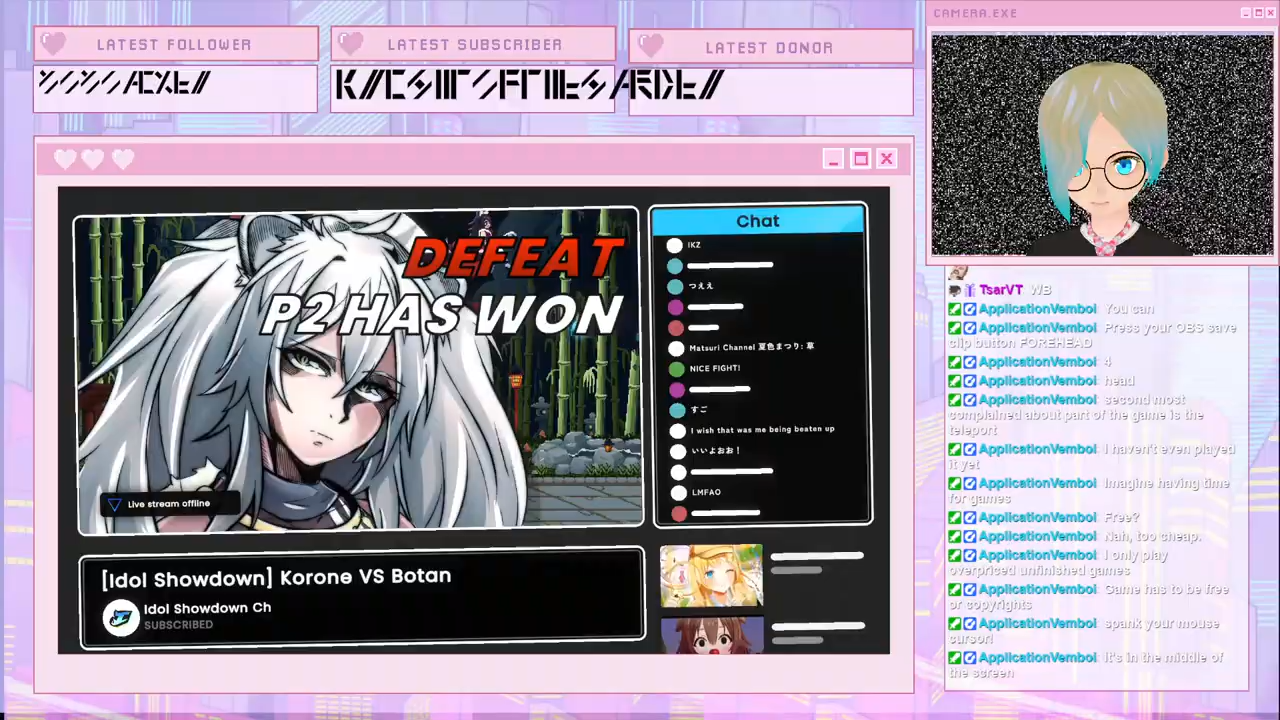 LATEST FOLLOWER
LATEST SUBSCRIBER
LATEST DONOR
CAMERA.EXE
DEFEAT
P2 HAS WON
Live stream offline
Chat
IKZ
つええ
Matsuri Channel 夏色まつり: 草
NICE FIGHT!
すご
I wish that was me being beaten up
いいよおお！
LMFAO
[Idol Showdown] Korone VS Botan
Idol Showdown Ch
SUBSCRIBED
TsarVT WB
ApplicationVembol You can
ApplicationVembol Press your OBS save
clip button FOREHEAD
ApplicationVembol 4
ApplicationVembol head
ApplicationVembol second most
complained about part of the game is the
teleport
ApplicationVembol I haven't even played
it yet
ApplicationVembol Imagine having time
for games
ApplicationVembol Free?
ApplicationVembol Nah, too cheap.
ApplicationVembol I only play
overpriced unfinished games
ApplicationVembol Game has to be free
or copyrights
ApplicationVembol spank your mouse
cursor!
ApplicationVembol It's in the middle of
the screen